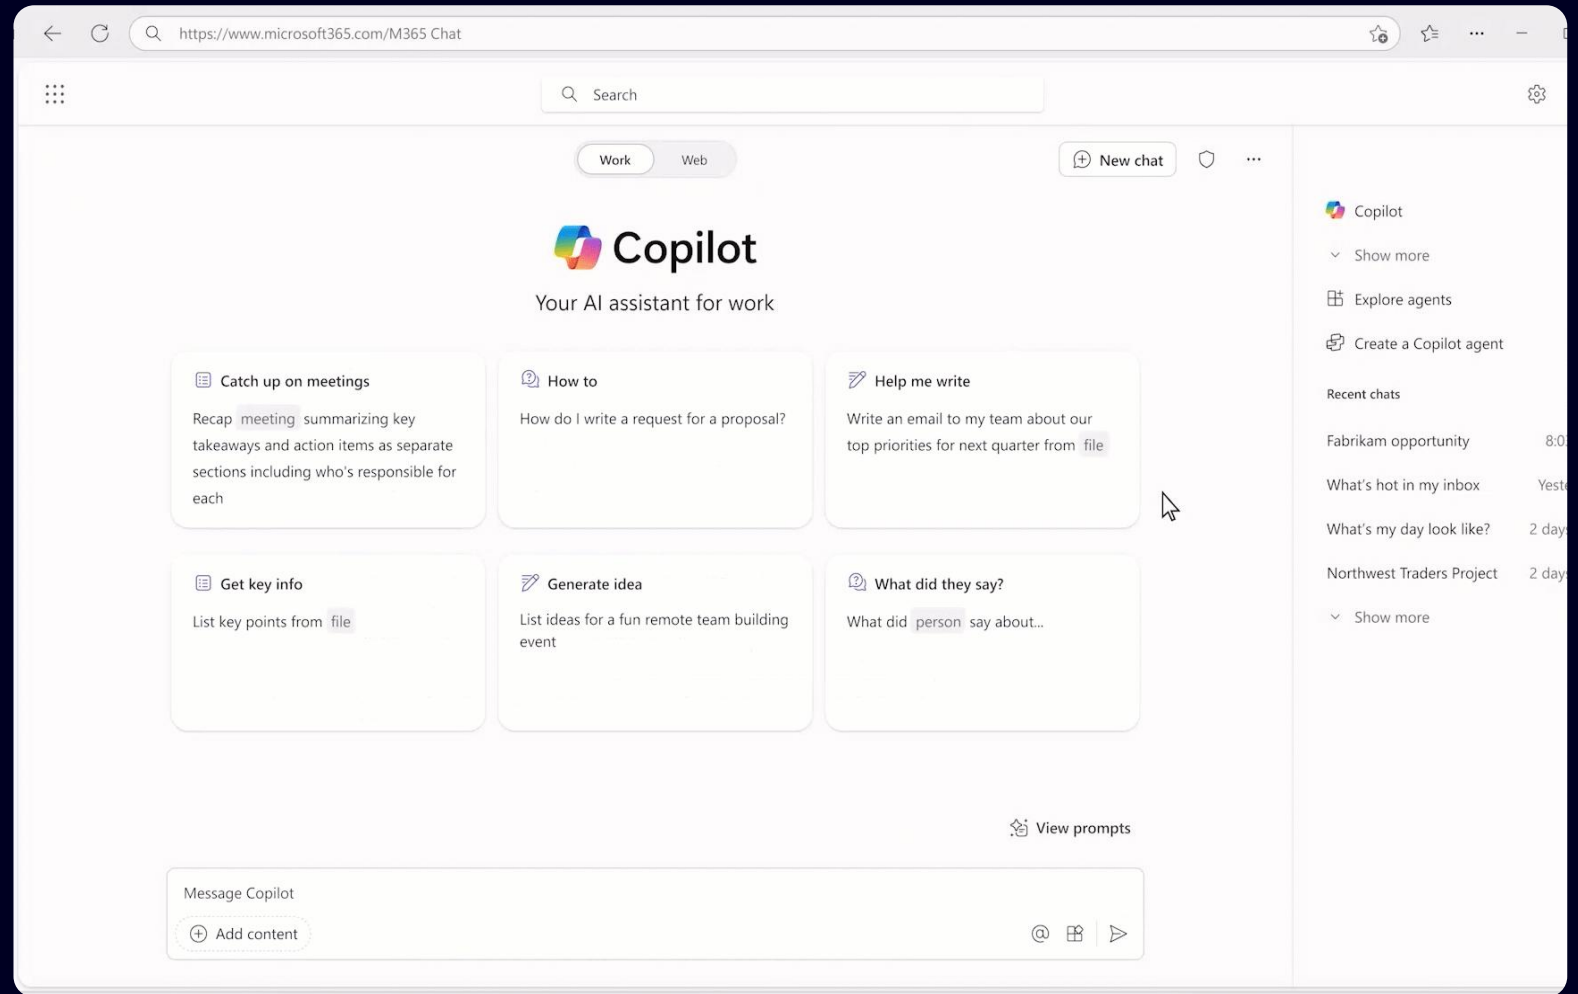 https://www.microsoft365.com/M365 Chat
Search
Work
Web
New chat
Copilot
Your AI assistant for work
Catch up on meetings
Recap meeting summarizing key
takeaways and action items as separate
sections including who's responsible for
each
How to
How do I write a request for a proposal?
Help me write
Write an email to my team about our
top priorities for next quarter from file
Get key info
List key points from file
Generate idea
List ideas for a fun remote team building
event
What did they say?
What did person say about...
View prompts
Message Copilot
Add content
Copilot
Show more
Explore agents
Create a Copilot agent
Recent chats
Fabrikam opportunity
What's hot in my inbox
What's my day look like? 2
Northwest Traders Project 2
Show more